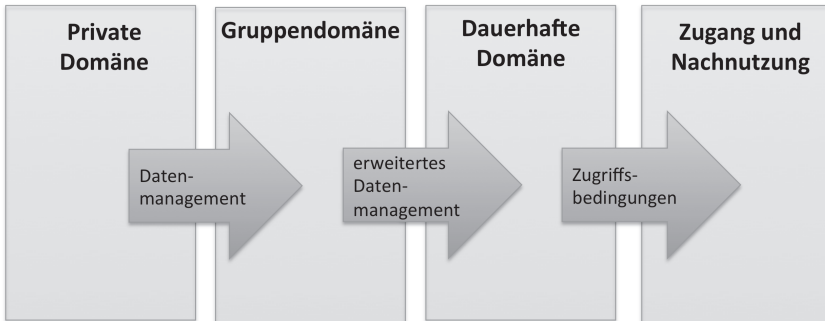 Private
Domäne
Gruppendomäne
Dauerhafte
Domäne
Zugang und
Nachnutzung
Daten-
management
erweitertes
Daten-
management
Zugriffs-
bedingungen